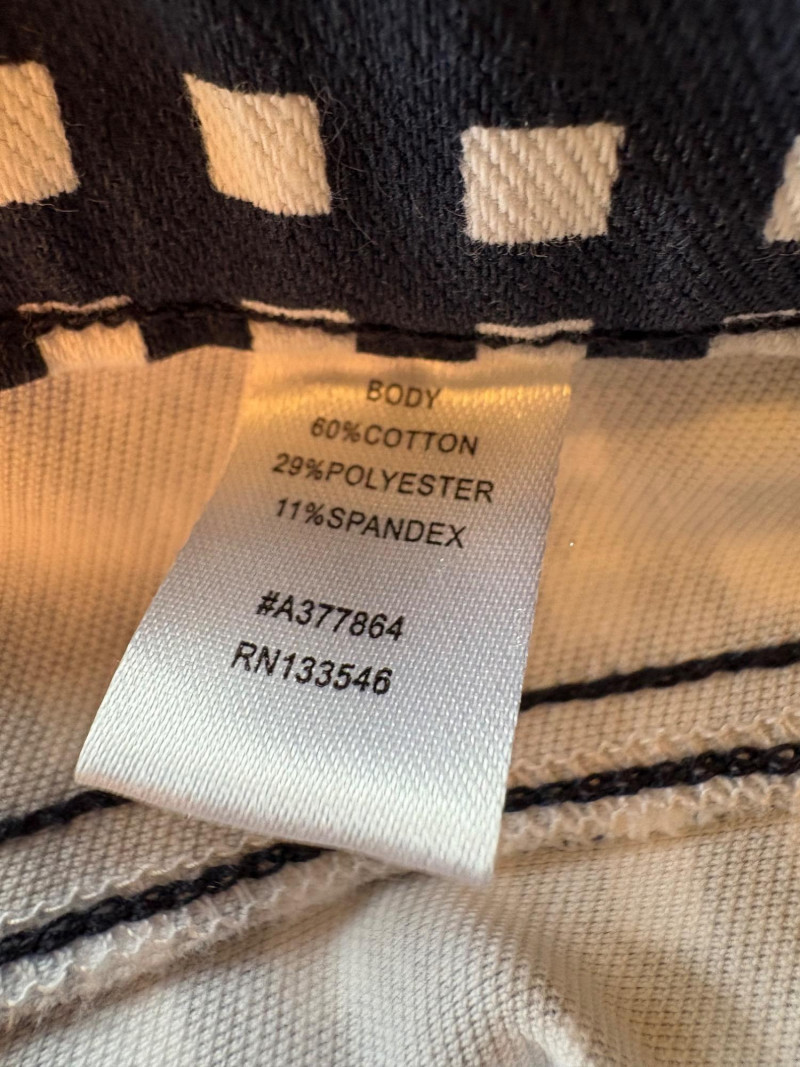 BODY
60%COTTON
29%POLYESTER
11%SPANDEX
#A377864
RN133546